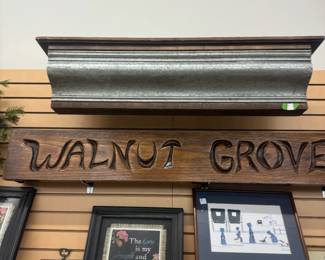 WALNUT GROVE
The
is my
and